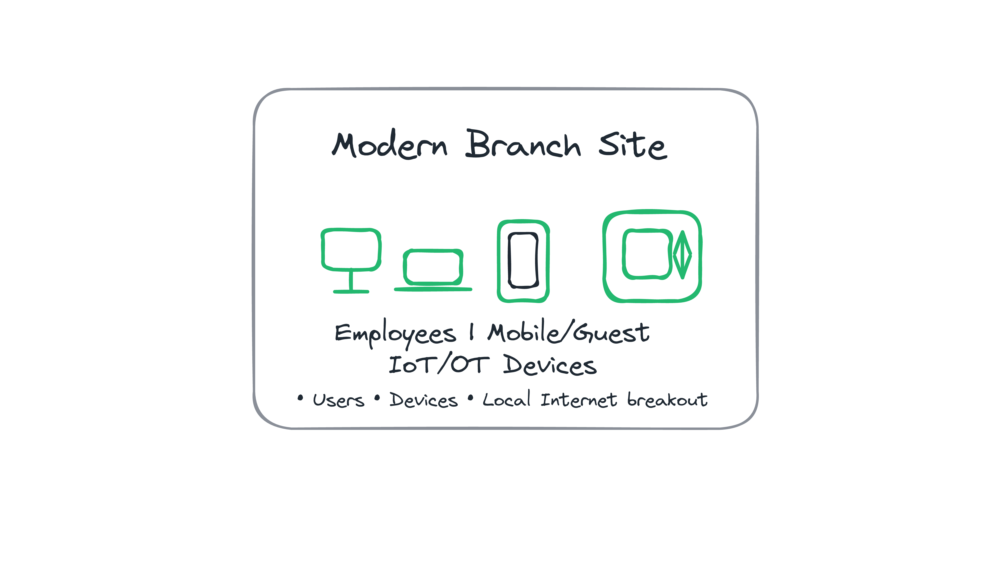 Modern Branch Site
Employees | Mobile/Guest
IoT/OT Devices
• Users • Devices • Local Internet breakout